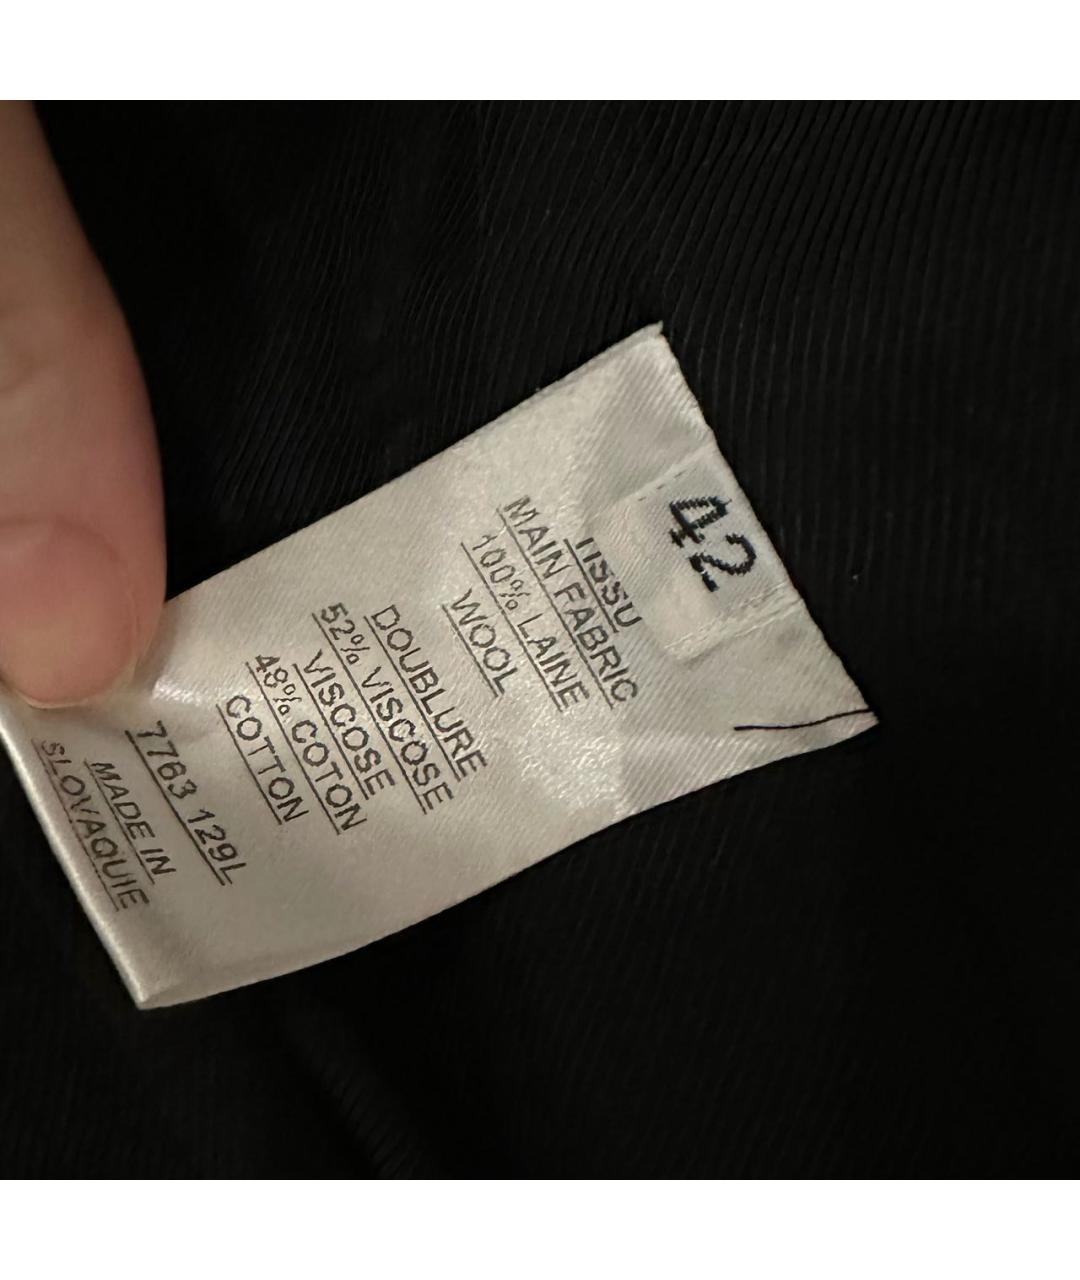 42
TISSU
MAIN FABRIC
100% LAINE
WOOL
DOUBLURE
52% VISCOSE
VISCOSE
48% COTON
COTTON
7763 129L
MADE IN
SLOVAQUIE